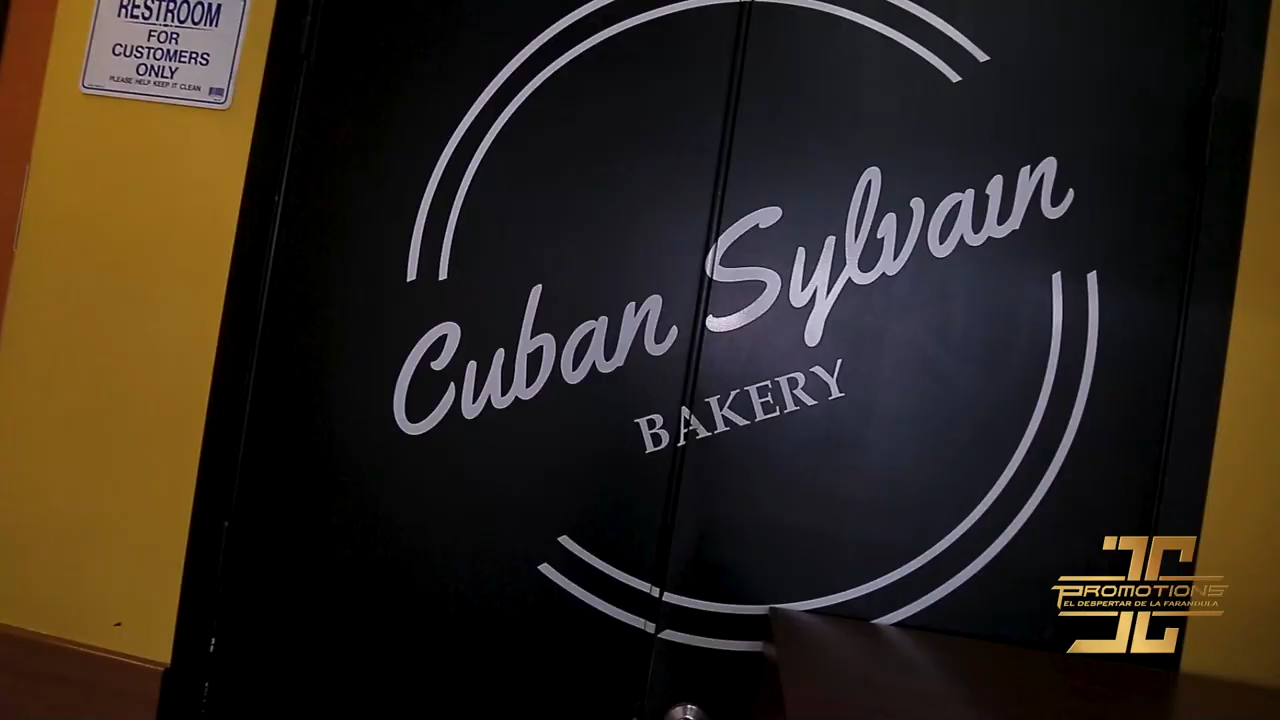 RESTROOM
FOR
CUSTOMERS
ONLY
PLEASE HELP KEEP IT CLEAN
Cuban Sylvain
BAKERY
PROMOTIONS
EL DESPERTAR DE LA FARANDULA